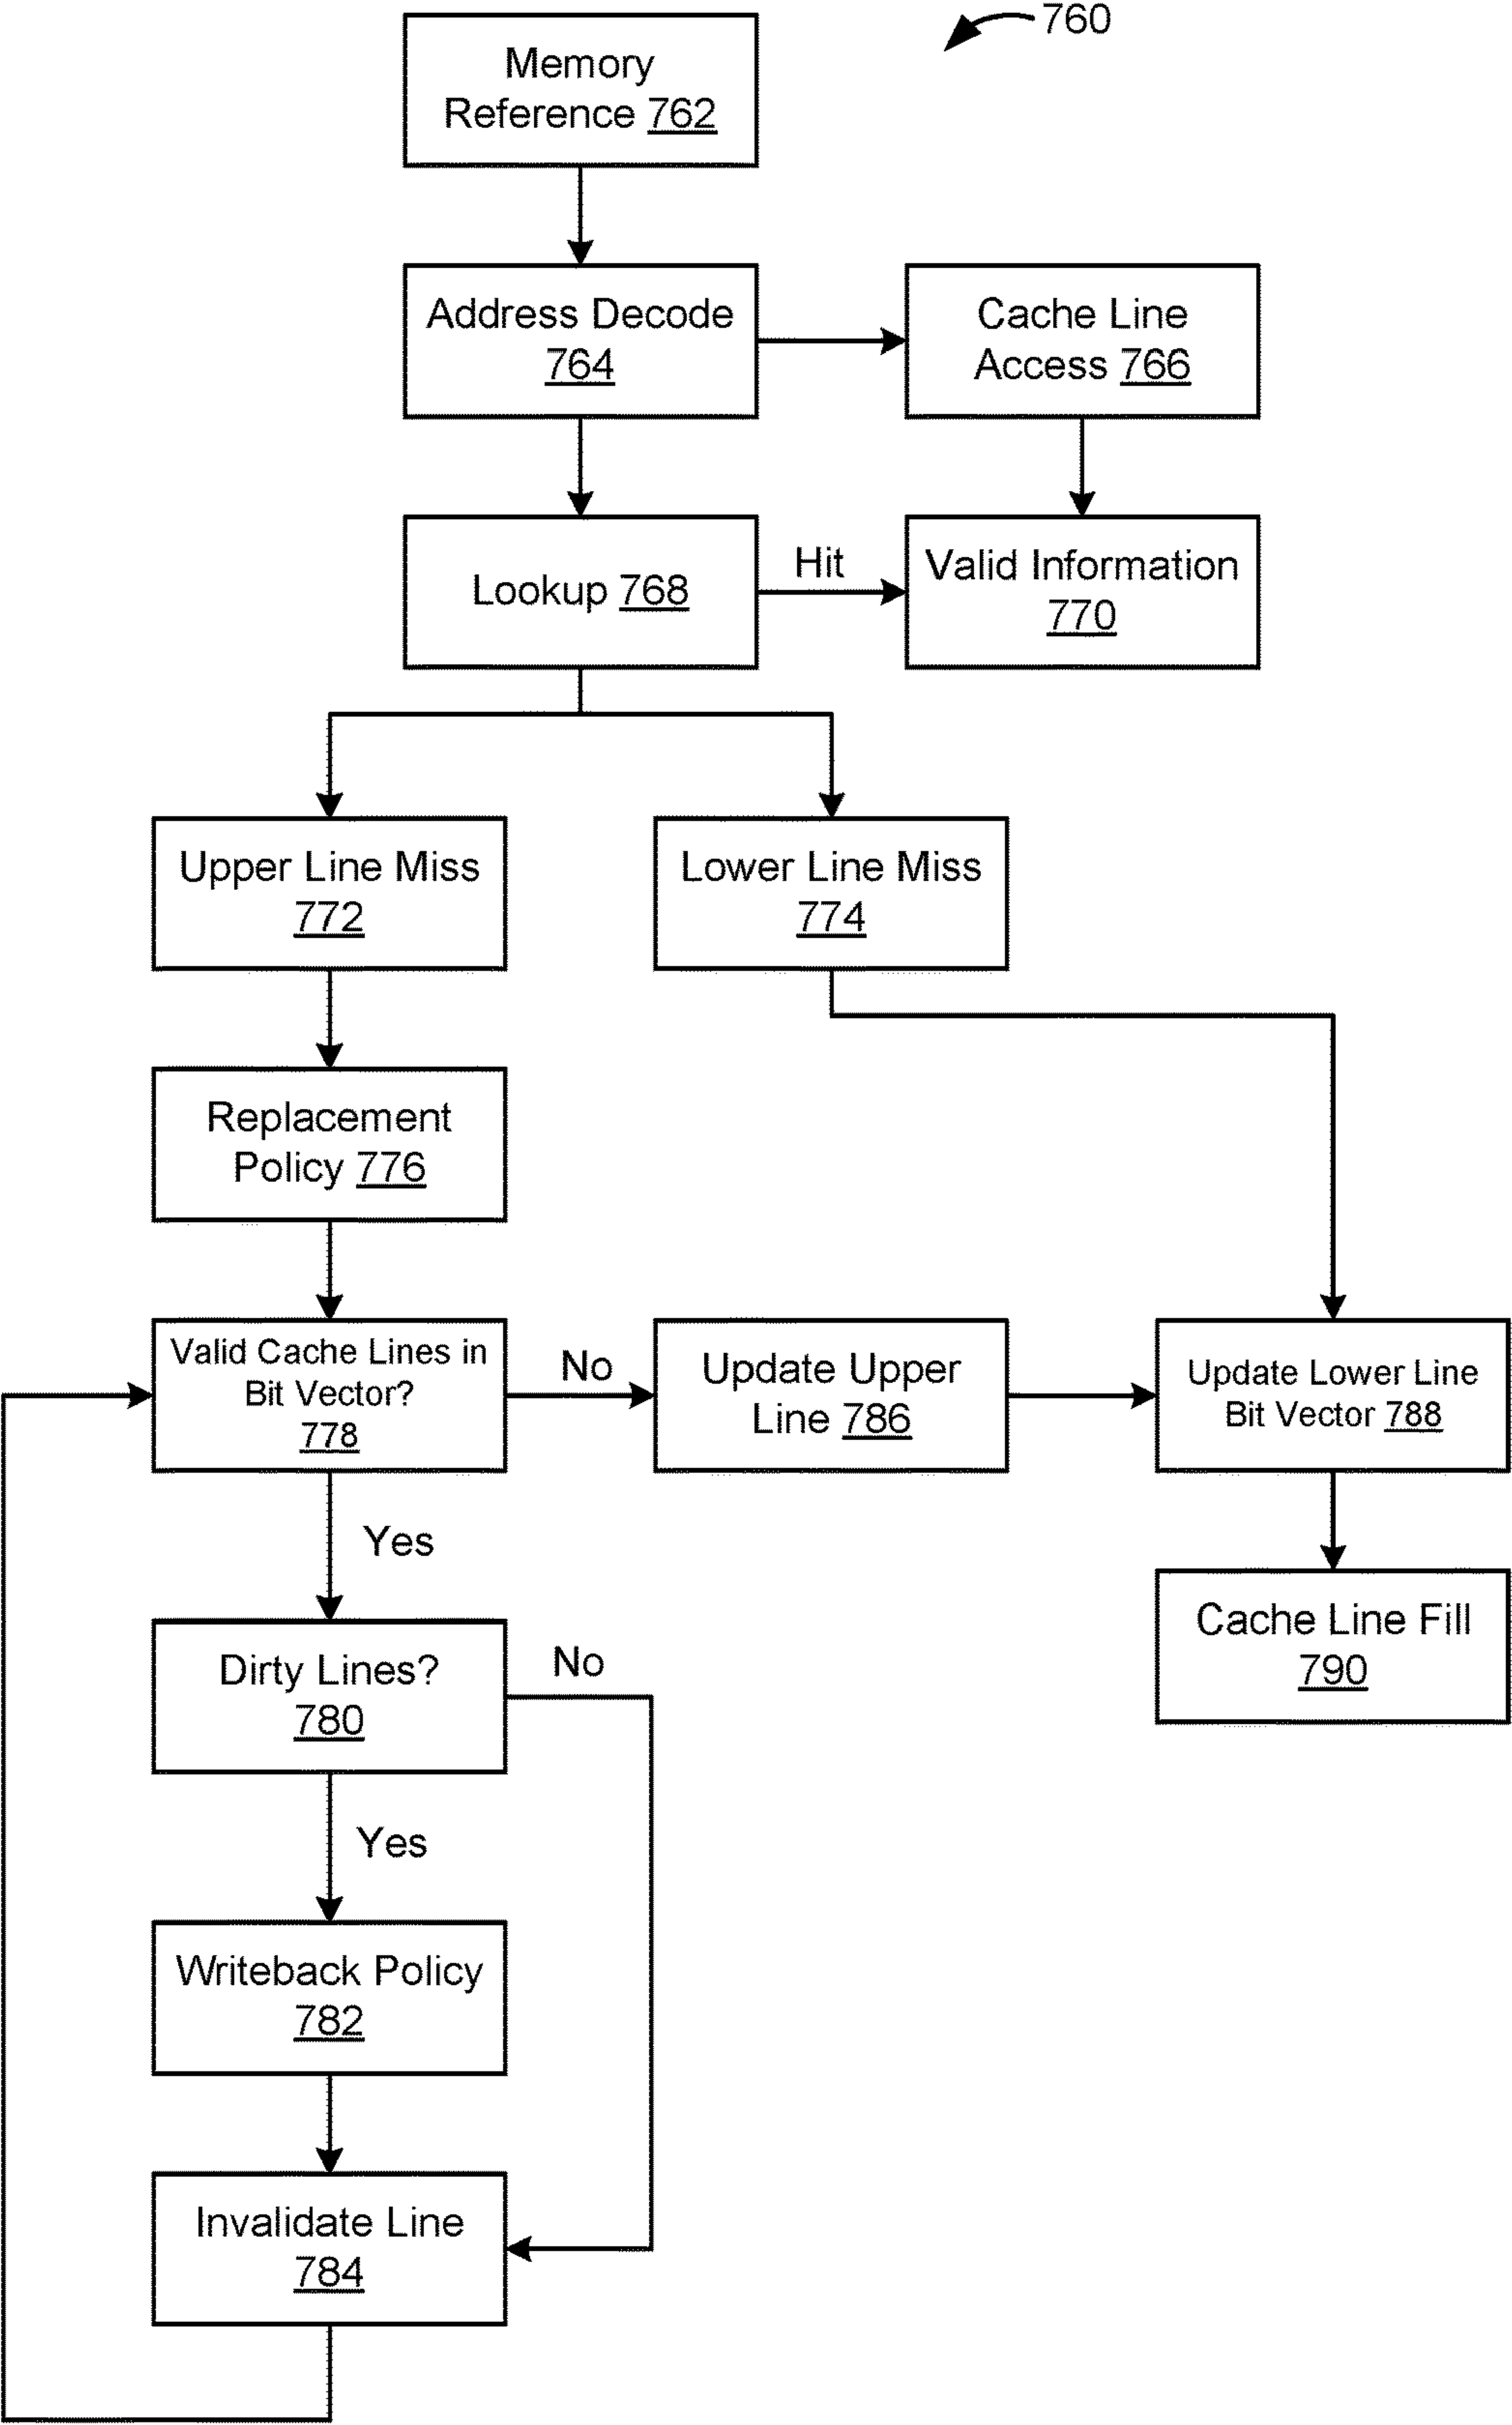 760
Memory
Reference 762
Address Decode
764
Cache Line
Access 766
Lookup 768
Hit
Valid Information
770
Upper Line Miss
772
Lower Line Miss
774
Replacement
Policy 776
Valid Cache Lines in
Bit Vector?
778
No
Update Upper
Line 786
Update Lower Line
Bit Vector 788
Yes
Dirty Lines?
780
No
Cache Line Fill
790
Yes
Writeback Policy
782
Invalidate Line
784